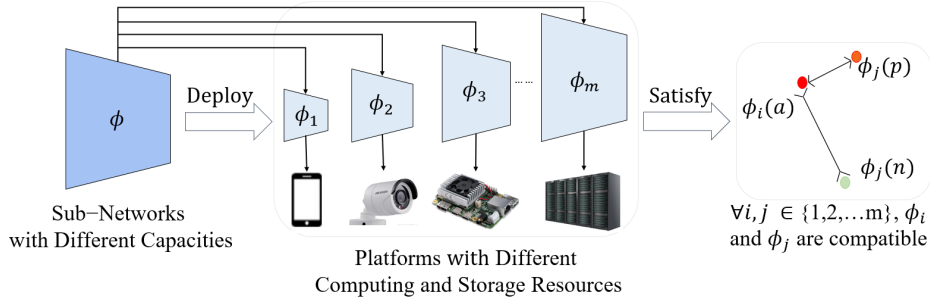 ϕ
Sub−Networks
with Different Capacities
Deploy
ϕ₁
ϕ₂
ϕ₃
... ...
ϕₘ
Platforms with Different
Computing and Storage Resources
Satisfy
ϕⱼ(p)
ϕᵢ(a)
ϕⱼ(n)
∀i, j ∈ {1,2,…m}, ϕᵢ
and ϕⱼ are compatible